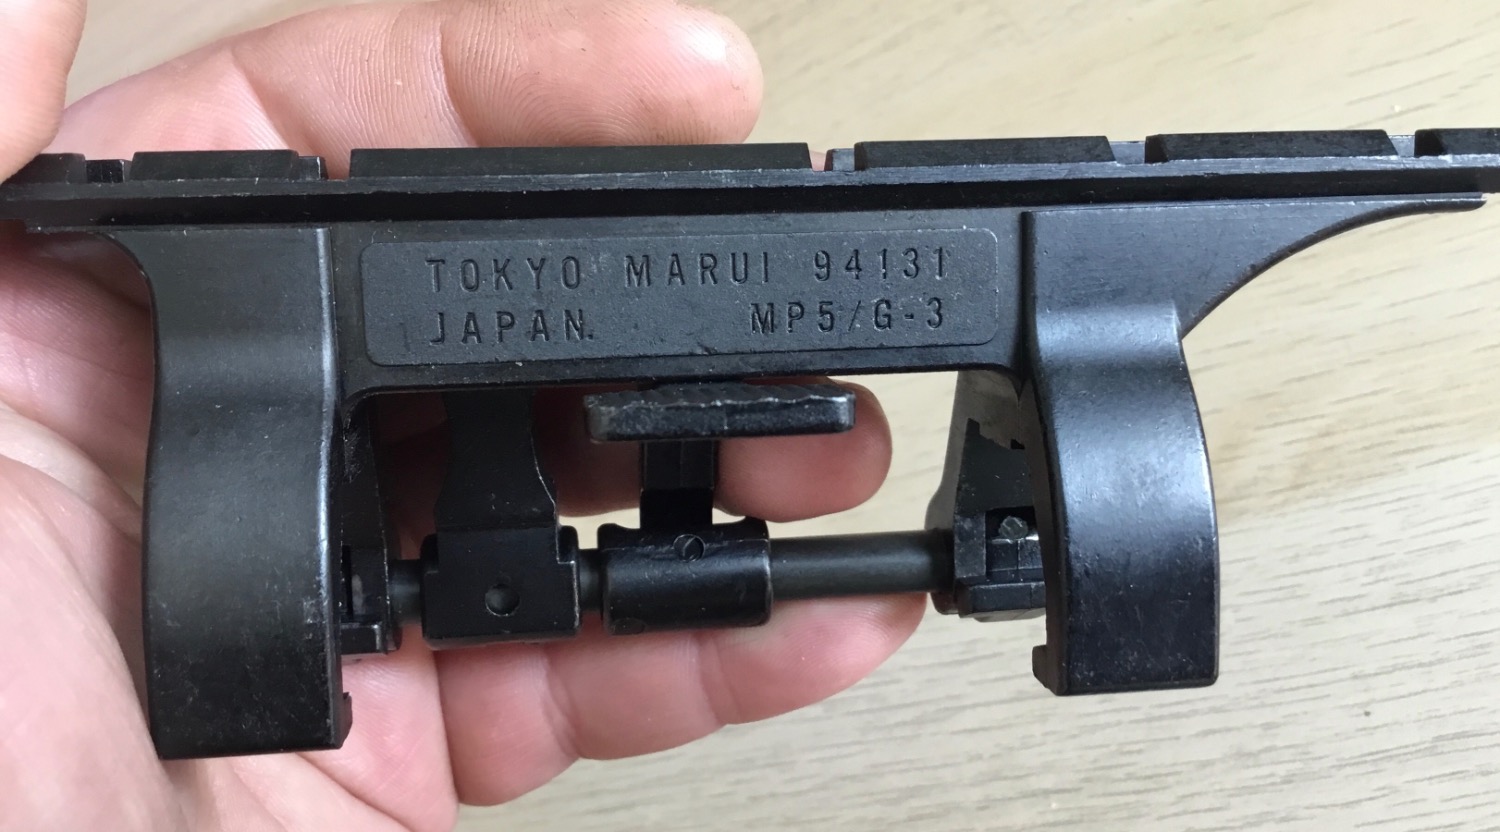 TOKYO MARUI 94131
JAPAN. MP5/G-3